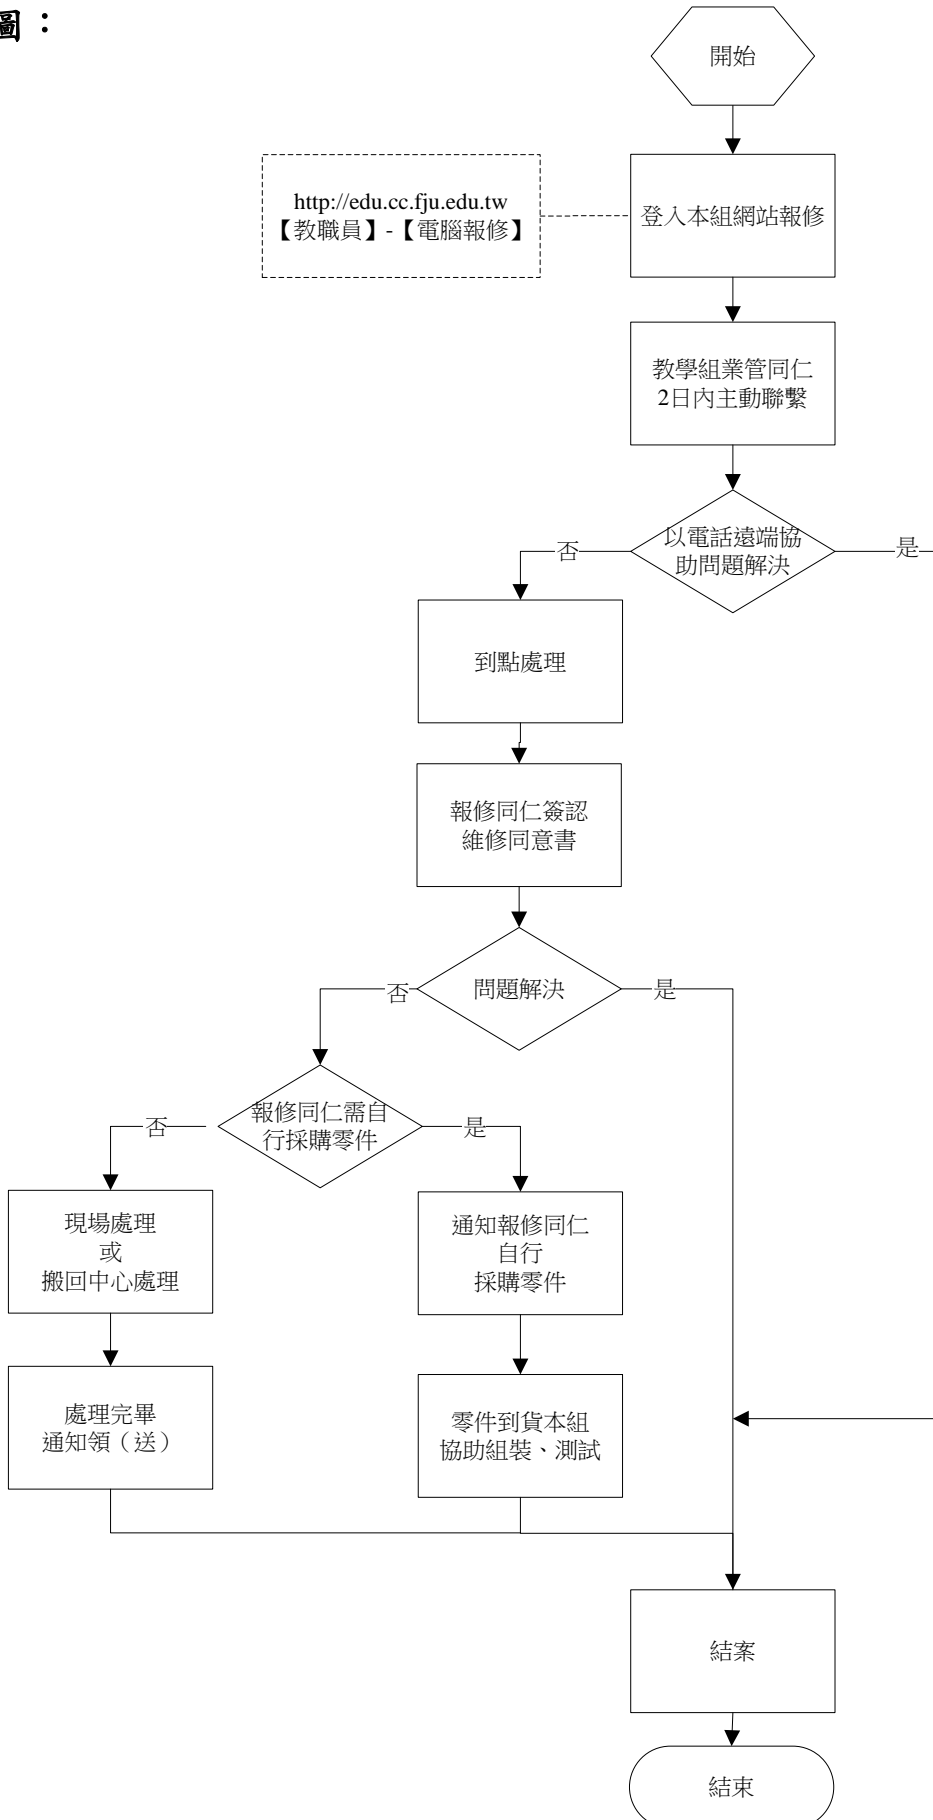 圖：
開始
http://edu.cc.fju.edu.tw
【教職員】-【電腦報修】
登入本組網站報修
教學組業管同仁
2日內主動聯繫
以電話遠端協
助問題解決
否
是
到點處理
報修同仁簽認
維修同意書
問題解決
否
是
報修同仁需自
行採購零件
否
是
現場處理
或
搬回中心處理
通知報修同仁
自行
採購零件
處理完畢
通知領（送）
零件到貨本組
協助組裝、測試
結案
結束